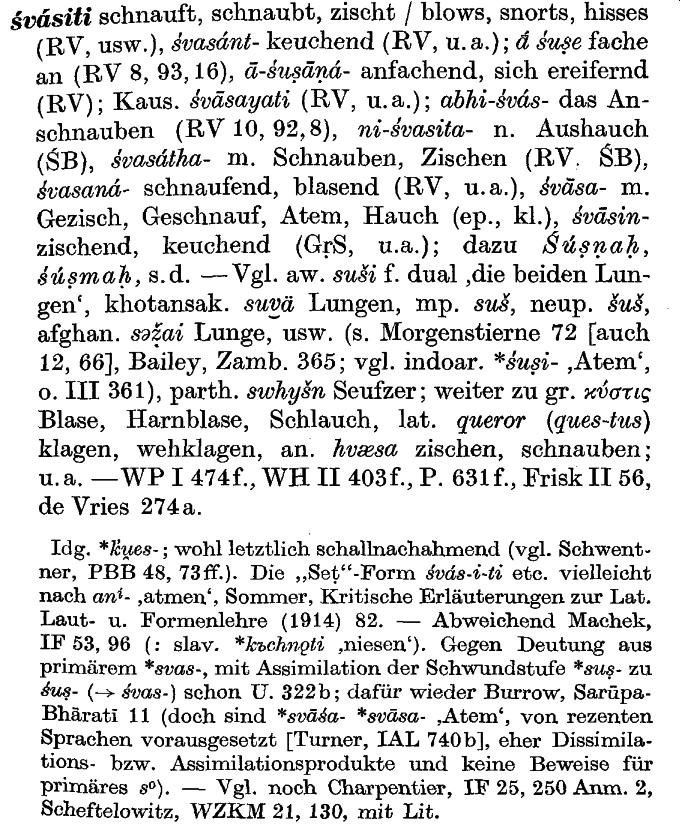 śvásiti schnauft, schnaubt, zischt / blows, snorts, hisses
(RV, usw.), śvasánt- keuchend (RV, u. a.); ā́ śuṣe fache
an (RV 8, 93,16), ā-śuṣāṇá- anfachend, sich ereifernd
(RV); Kaus. śvāsayati (RV, u.a.); abhi-śvás- das An-
schnauben (RV 10, 92,8), ni-śvasita- n. Aushauch
(ŚB), śvasátha- m. Schnauben, Zischen (RV. ŚB),
śvasaná- schnaufend, blasend (RV, u.a.), śvāsa- m.
Gezisch, Geschnauf, Atem, Hauch (ep., kl.), śvāsin-
zischend, keuchend (GṛS, u.a.); dazu Śúṣṇaḥ,
śúṣmaḥ, s.d. —Vgl. aw. suši f. dual ‚die beiden Lun-
gen‘, khotansak. suv̯ä Lungen, mp. suš, neup. šuš,
afghan. səẓ̌ai Lunge, usw. (s. Morgenstierne 72 [auch
12, 66], Bailey, Zamb. 365; vgl. indoar. *śuṣi- ‚Atem‘,
o. III 361), parth. swhyšn Seufzer; weiter zu gr. κύστις
Blase, Harnblase, Schlauch, lat. queror (ques-tus)
klagen, wehklagen, an. hvæsa zischen, schnauben;
u.a. —WP I 474f., WH II 403f., P. 631f., Frisk II 56,
de Vries 274a.
Idg. *k̑u̯es-; wohl letztlich schallnachahmend (vgl. Schwent-
ner, PBB 48, 73ff.). Die „Seṭ“-Form śvás-i-ti etc. vielleicht
nach anⁱ- ‚atmen‘, Sommer, Kritische Erläuterungen zur Lat.
Laut- u. Formenlehre (1914) 82. — Abweichend Machek,
IF 53, 96 (: slav. *kъchnǫti ‚niesen‘). Gegen Deutung aus
primärem *svas-, mit Assimilation der Schwundstufe *suṣ- zu
śuṣ- (→ śvas-) schon U. 322b; dafür wieder Burrow, Sarūpa-
Bhāratī 11 (doch sind *svāśa- *svāsa- ‚Atem‘, von rezenten
Sprachen vorausgesetzt [Turner, IAL 740b], eher Dissimila-
tions- bzw. Assimilationsprodukte und keine Beweise für
primäres s⁰). — Vgl. noch Charpentier, IF 25, 250 Anm. 2,
Scheftelowitz, WZKM 21, 130, mit Lit.